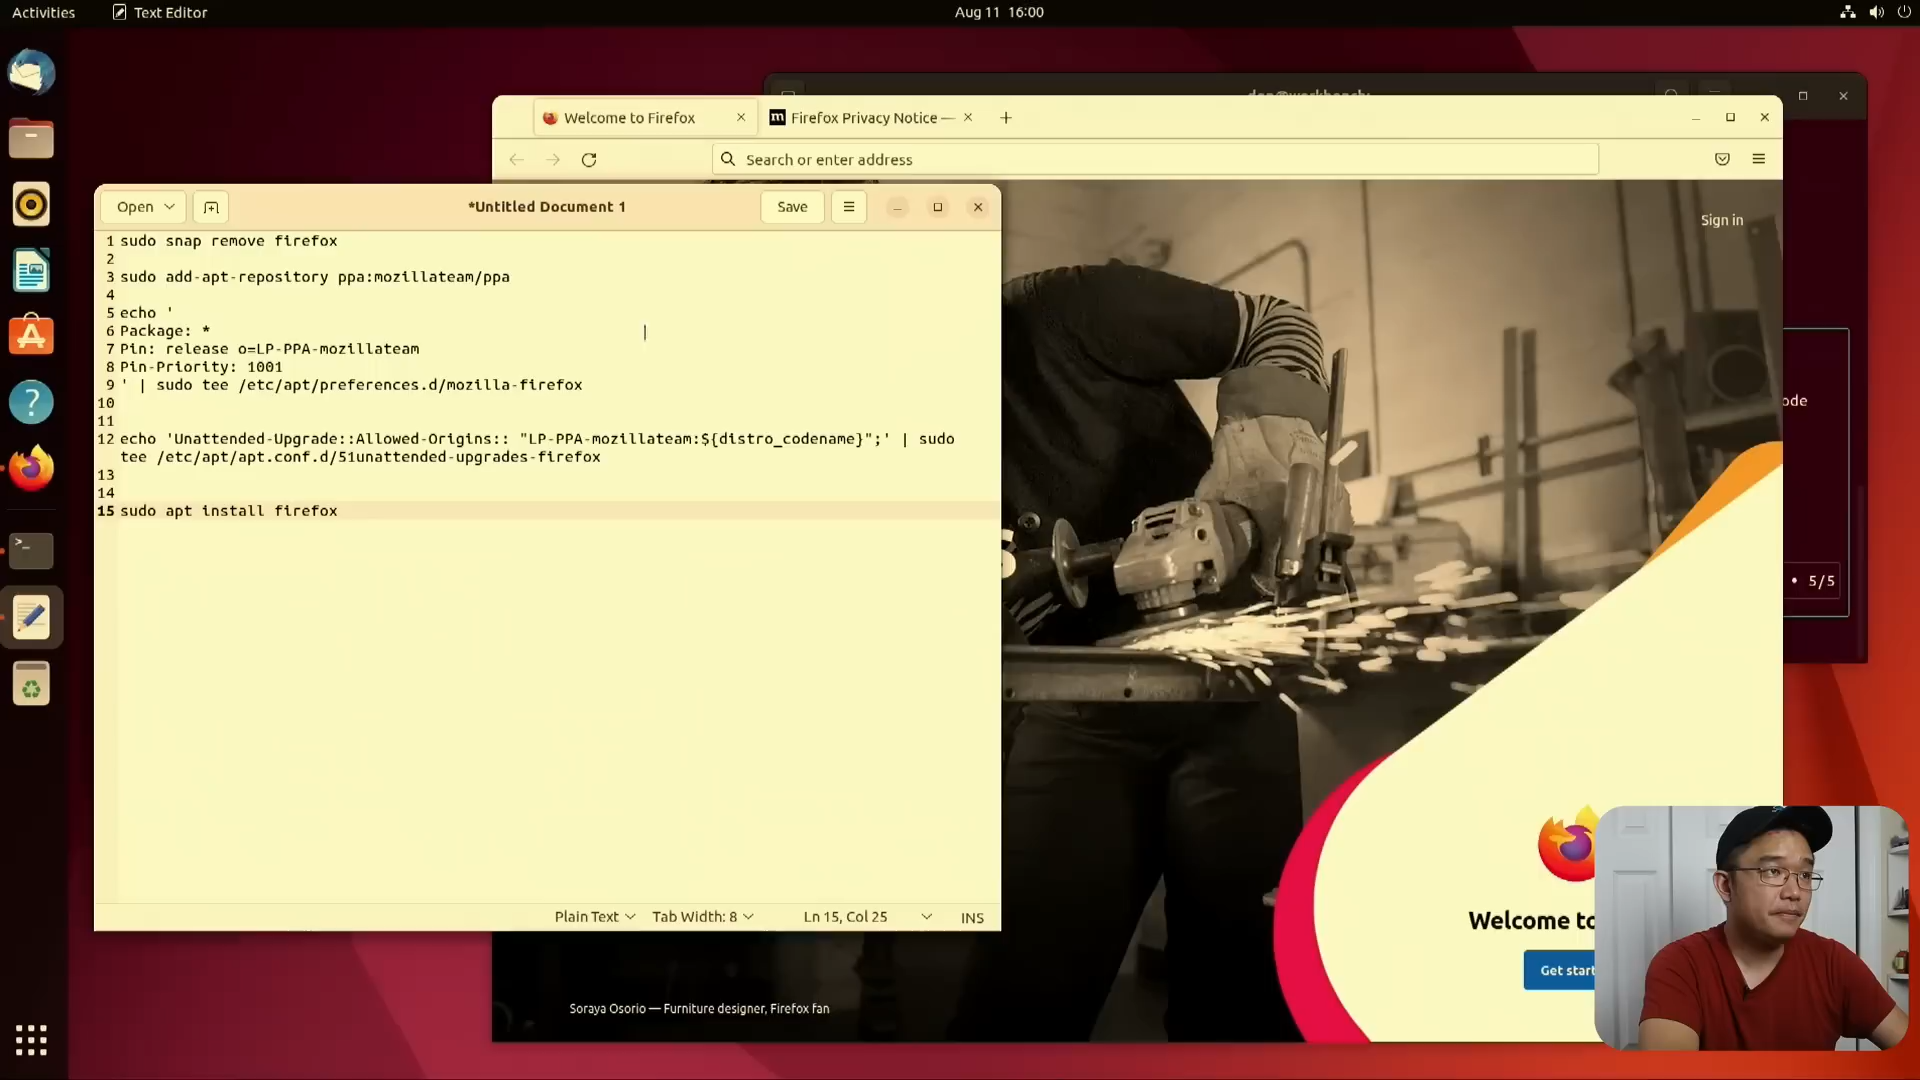 Activities
Text Editor
Aug 11 16:00
Welcome to Firefox
Firefox Privacy Notice —
Search or enter address
Open
*Untitled Document 1
Save
Sign in
1 sudo snap remove firefox
2
3 sudo add-apt-repository ppa:mozillateam/ppa
4
5 echo '
6 Package: *
7 Pin: release o=LP-PPA-mozillateam
8 Pin-Priority: 1001
9 ' | sudo tee /etc/apt/preferences.d/mozilla-firefox
10
11
12 echo 'Unattended-Upgrade::Allowed-Origins:: "LP-PPA-mozillateam:${distro_codename}";' | sudo
tee /etc/apt/apt.conf.d/51unattended-upgrades-firefox
13
14
15 sudo apt install firefox
ode
• 5/5
Plain Text
Tab Width: 8
Ln 15, Col 25
INS
Welcome to
Get start
Soraya Osorio — Furniture designer, Firefox fan